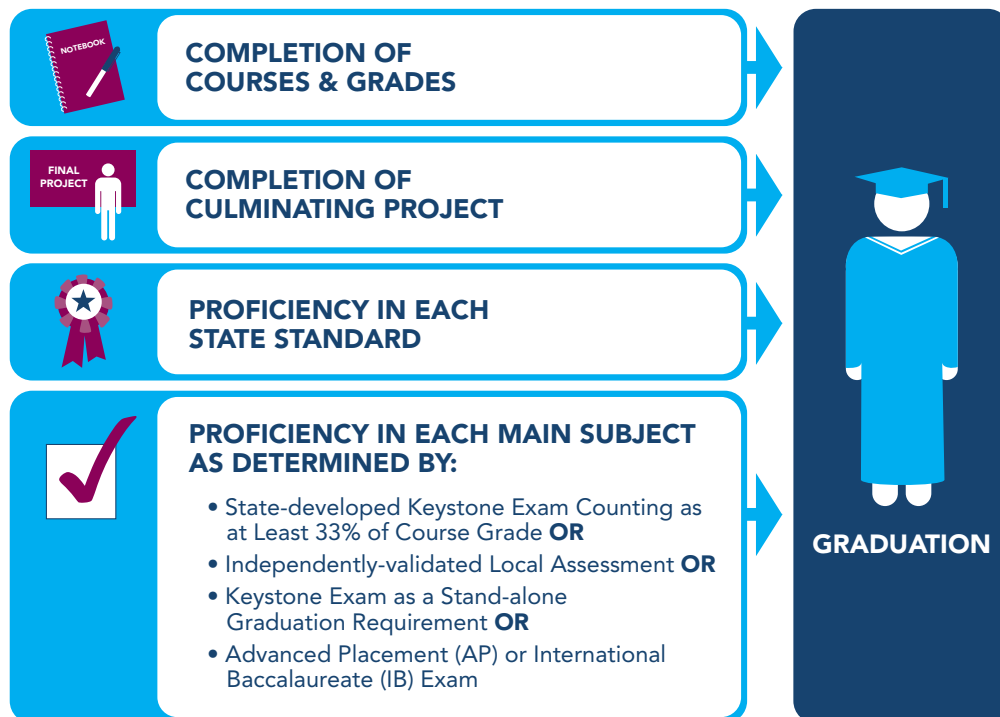 NOTEBOOK
COMPLETION OF
COURSES & GRADES
FINAL
PROJECT
COMPLETION OF
CULMINATING PROJECT
PROFICIENCY IN EACH
STATE STANDARD
PROFICIENCY IN EACH MAIN SUBJECT
AS DETERMINED BY:
• State-developed Keystone Exam Counting as
at Least 33% of Course Grade OR
• Independently-validated Local Assessment OR
• Keystone Exam as a Stand-alone
Graduation Requirement OR
• Advanced Placement (AP) or International
Baccalaureate (IB) Exam
GRADUATION